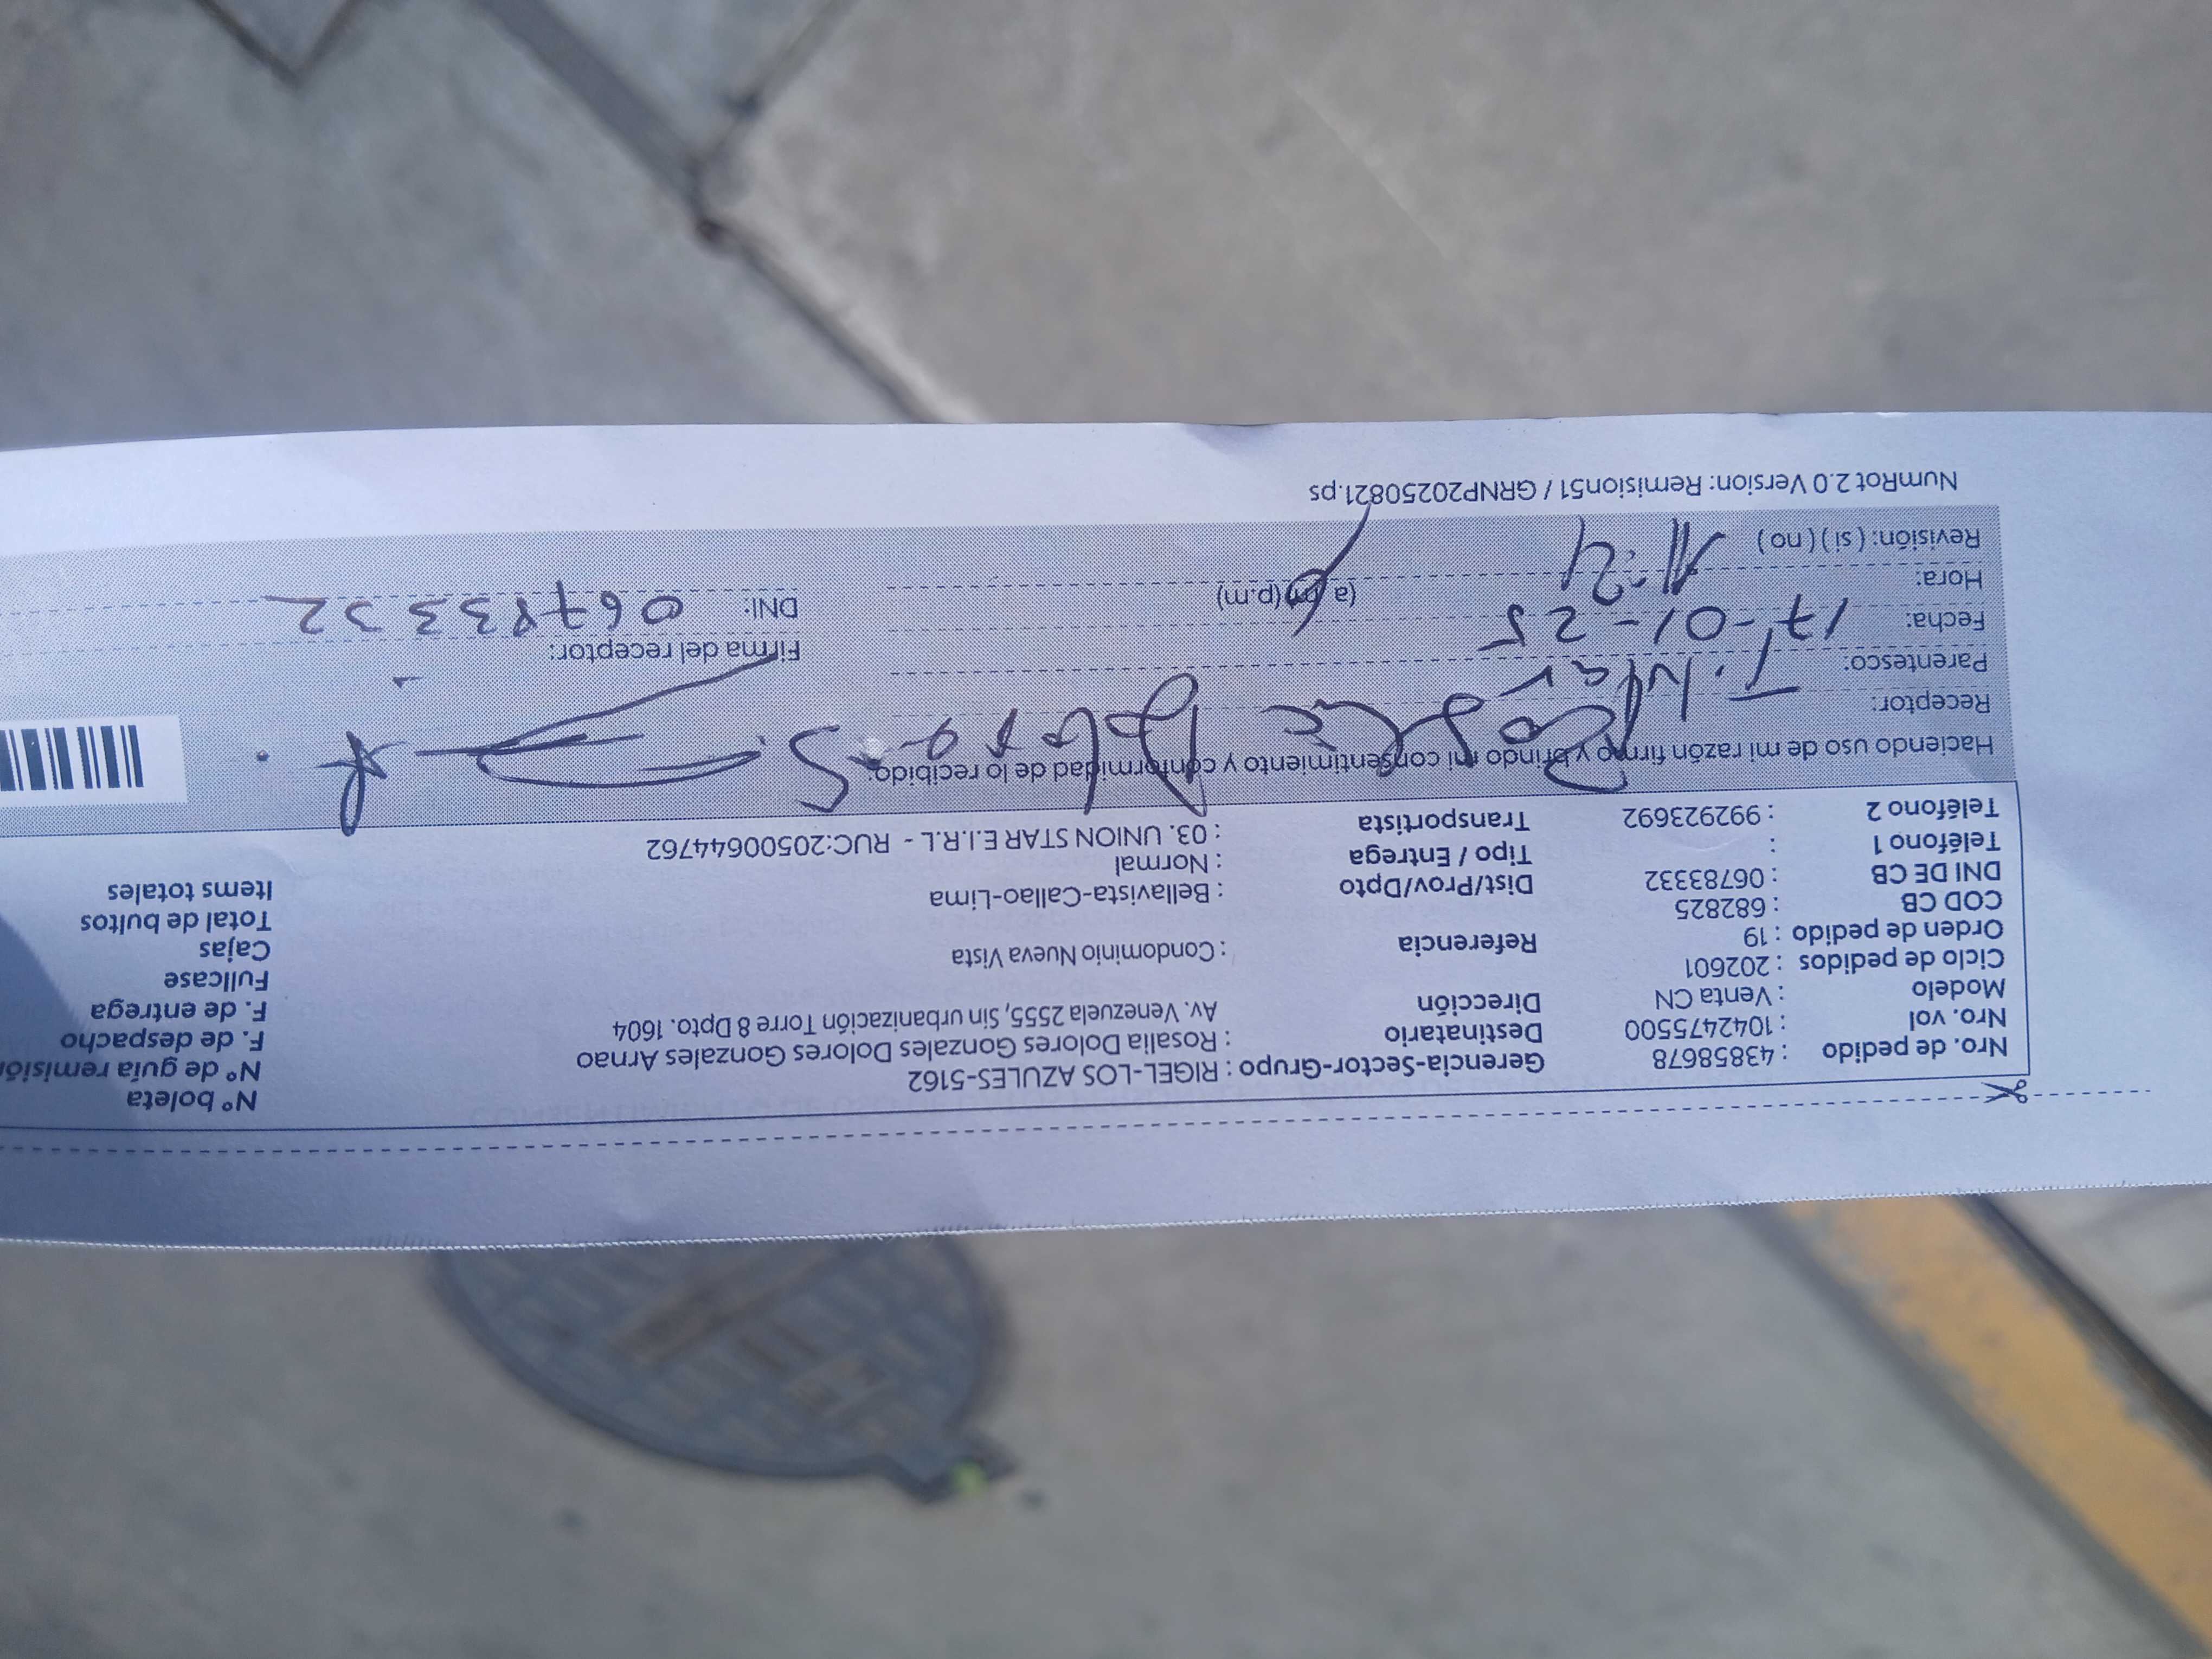 Nro. de pedido : 43858678
Nro. vol : 1042475500
Modelo : Venta CN
Ciclo de pedidos : 202601
Orden de pedido : 19
COD CB : 682825
DNI DE CB : 06783332
Teléfono 1 :
Teléfono 2 : 992923692
Gerencia-Sector-Grupo : RIGEL-LOS AZULES-5162
Destinatario : Rosalia Dolores Gonzales Dolores Gonzales Arnao
Dirección Av. Venezuela 2555, Sin urbanización Torre 8 Dpto. 1604
Referencia : Condominio Nueva Vista
Dist/Prov/Dpto : Bellavista-Callao-Lima
Tipo / Entrega : Normal
Transportista : 03. UNION STAR E.I.R.L - RUC:20500644762
N° boleta
N° de guía remisión
F. de despacho
F. de entrega
Fullcase
Cajas
Total de bultos
Items totales
Haciendo uso de mi razón firmo y brindo mi consentimiento y conformidad de lo recibido.
Receptor:
Parentesco: Titular
Fecha: 17-01-25
Hora: 11:21 (a.m) (p.m)
Revisión: ( si ) ( no )
Firma del receptor:
DNI: 06783332
NumRot 2.0 Version: Remision51 / GRNP20250821.ps